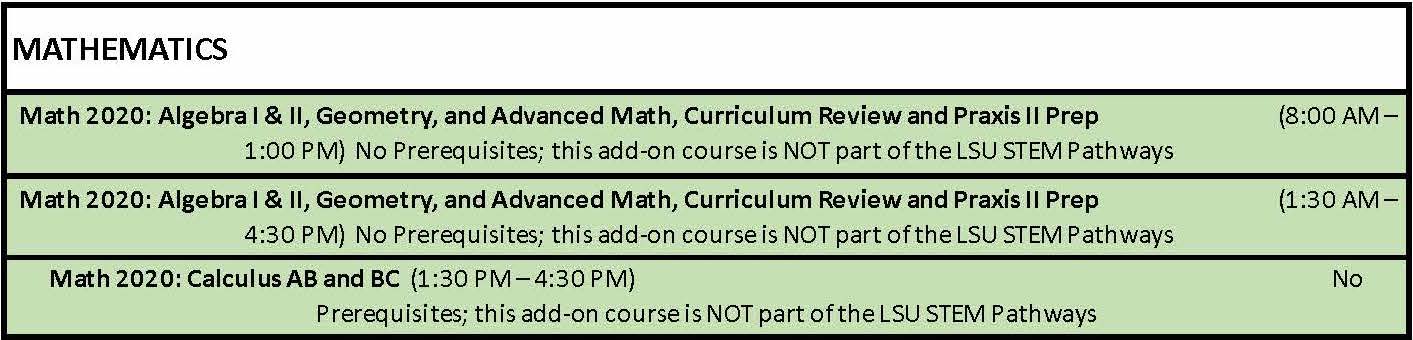 MATHEMATICS
Math 2020: Algebra I & II, Geometry, and Advanced Math, Curriculum Review and Praxis II Prep (8:00 AM –
1:00 PM) No Prerequisites; this add-on course is NOT part of the LSU STEM Pathways
Math 2020: Algebra I & II, Geometry, and Advanced Math, Curriculum Review and Praxis II Prep (1:30 AM –
4:30 PM) No Prerequisites; this add-on course is NOT part of the LSU STEM Pathways
Math 2020: Calculus AB and BC (1:30 PM – 4:30 PM) No
Prerequisites; this add-on course is NOT part of the LSU STEM Pathways